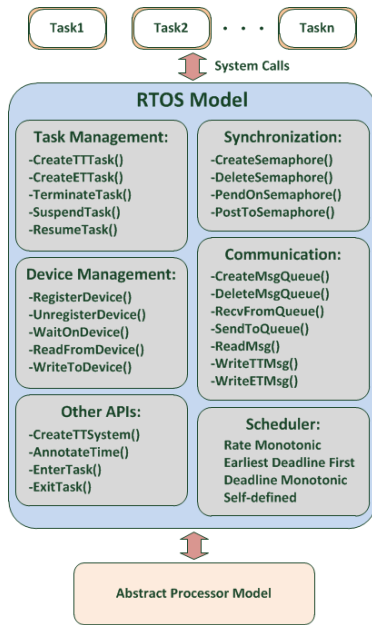 Task1
Task2
. . .
Taskn
System Calls
RTOS Model
Task Management:
-CreateTTTask()
-CreateETTask()
-TerminateTask()
-SuspendTask()
-ResumeTask()
Synchronization:
-CreateSemaphore()
-DeleteSemaphore()
-PendOnSemaphore()
-PostToSemaphore()
Device Management:
-RegisterDevice()
-UnregisterDevice()
-WaitOnDevice()
-ReadFromDevice()
-WriteToDevice()
Communication:
-CreateMsgQueue()
-DeleteMsgQueue()
-RecvFromQueue()
-SendToQueue()
-ReadMsg()
-WriteTTMsg()
-WriteETMsg()
Other APIs:
-CreateTTSystem()
-AnnotateTime()
-EnterTask()
-ExitTask()
Scheduler:
Rate Monotonic
Earliest Deadline First
Deadline Monotonic
Self-defined
Abstract Processor Model